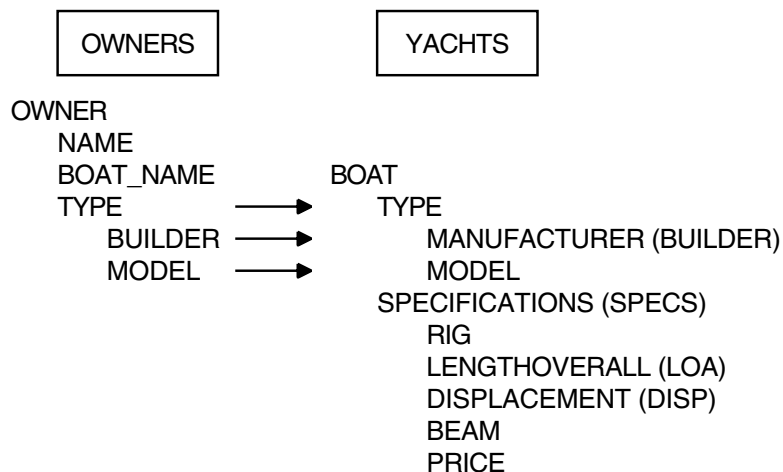 OWNERS YACHTS
OWNER
NAME
BOAT_NAME BOAT
TYPE TYPE
BUILDER MANUFACTURER (BUILDER)
MODEL MODEL
SPECIFICATIONS (SPECS)
RIG
LENGTHOVERALL (LOA)
DISPLACEMENT (DISP)
BEAM
PRICE